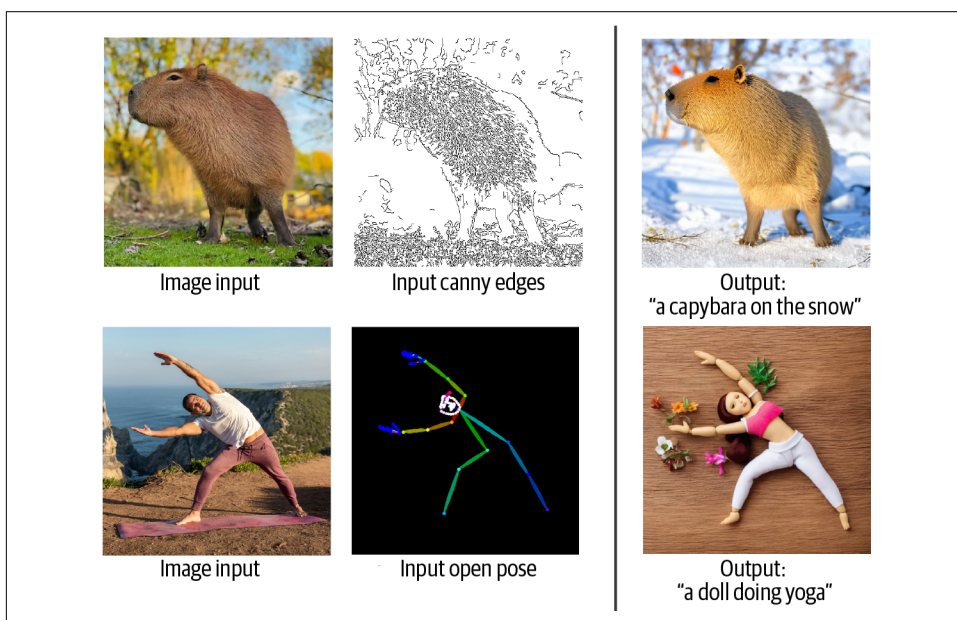 Image input
Input canny edges
Output:
“a capybara on the snow”
Image input
Input open pose
Output:
“a doll doing yoga”